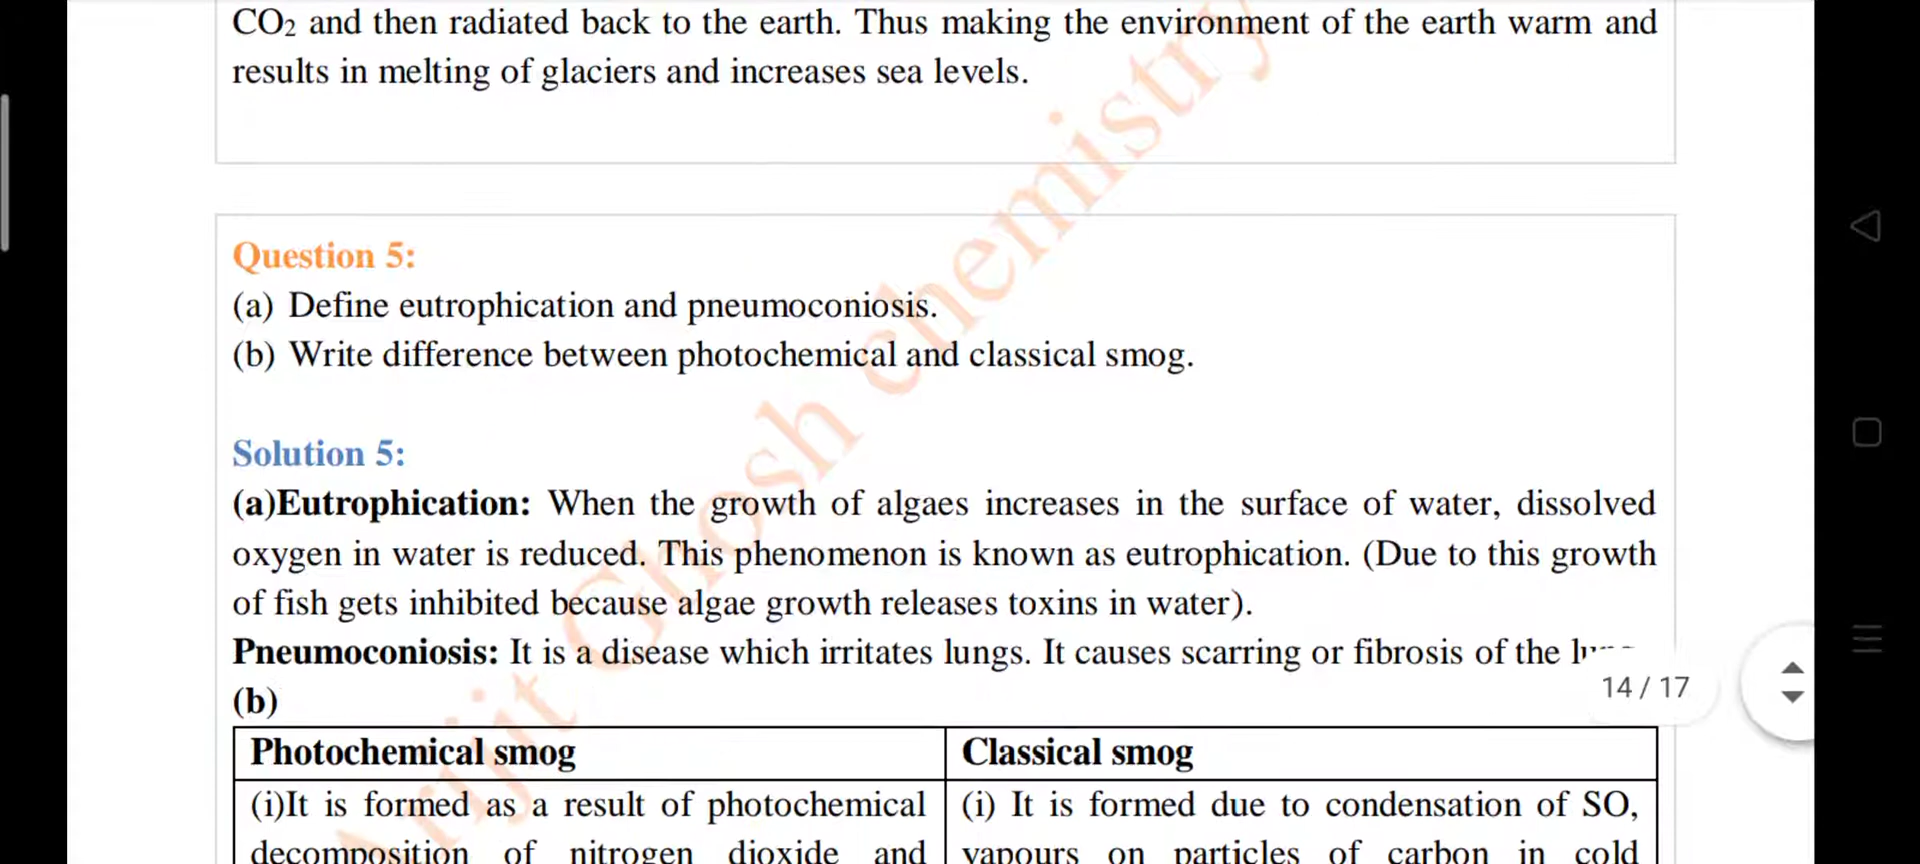 CO₂ and then radiated back to the earth. Thus making the environment of the earth warm and
results in melting of glaciers and increases sea levels.
Question 5:
(a) Define eutrophication and pneumoconiosis.
(b) Write difference between photochemical and classical smog.
Solution 5:
(a)Eutrophication: When the growth of algaes increases in the surface of water, dissolved
oxygen in water is reduced. This phenomenon is known as eutrophication. (Due to this growth
of fish gets inhibited because algae growth releases toxins in water).
Pneumoconiosis: It is a disease which irritates lungs. It causes scarring or fibrosis of the
14 / 17
(b)
Photochemical smog
Classical smog
(i)It is formed as a result of photochemical
decomposition of nitrogen dioxide and
(i) It is formed due to condensation of SO,
vapours on particles of carbon in cold
Arijit Ghosh chemistry